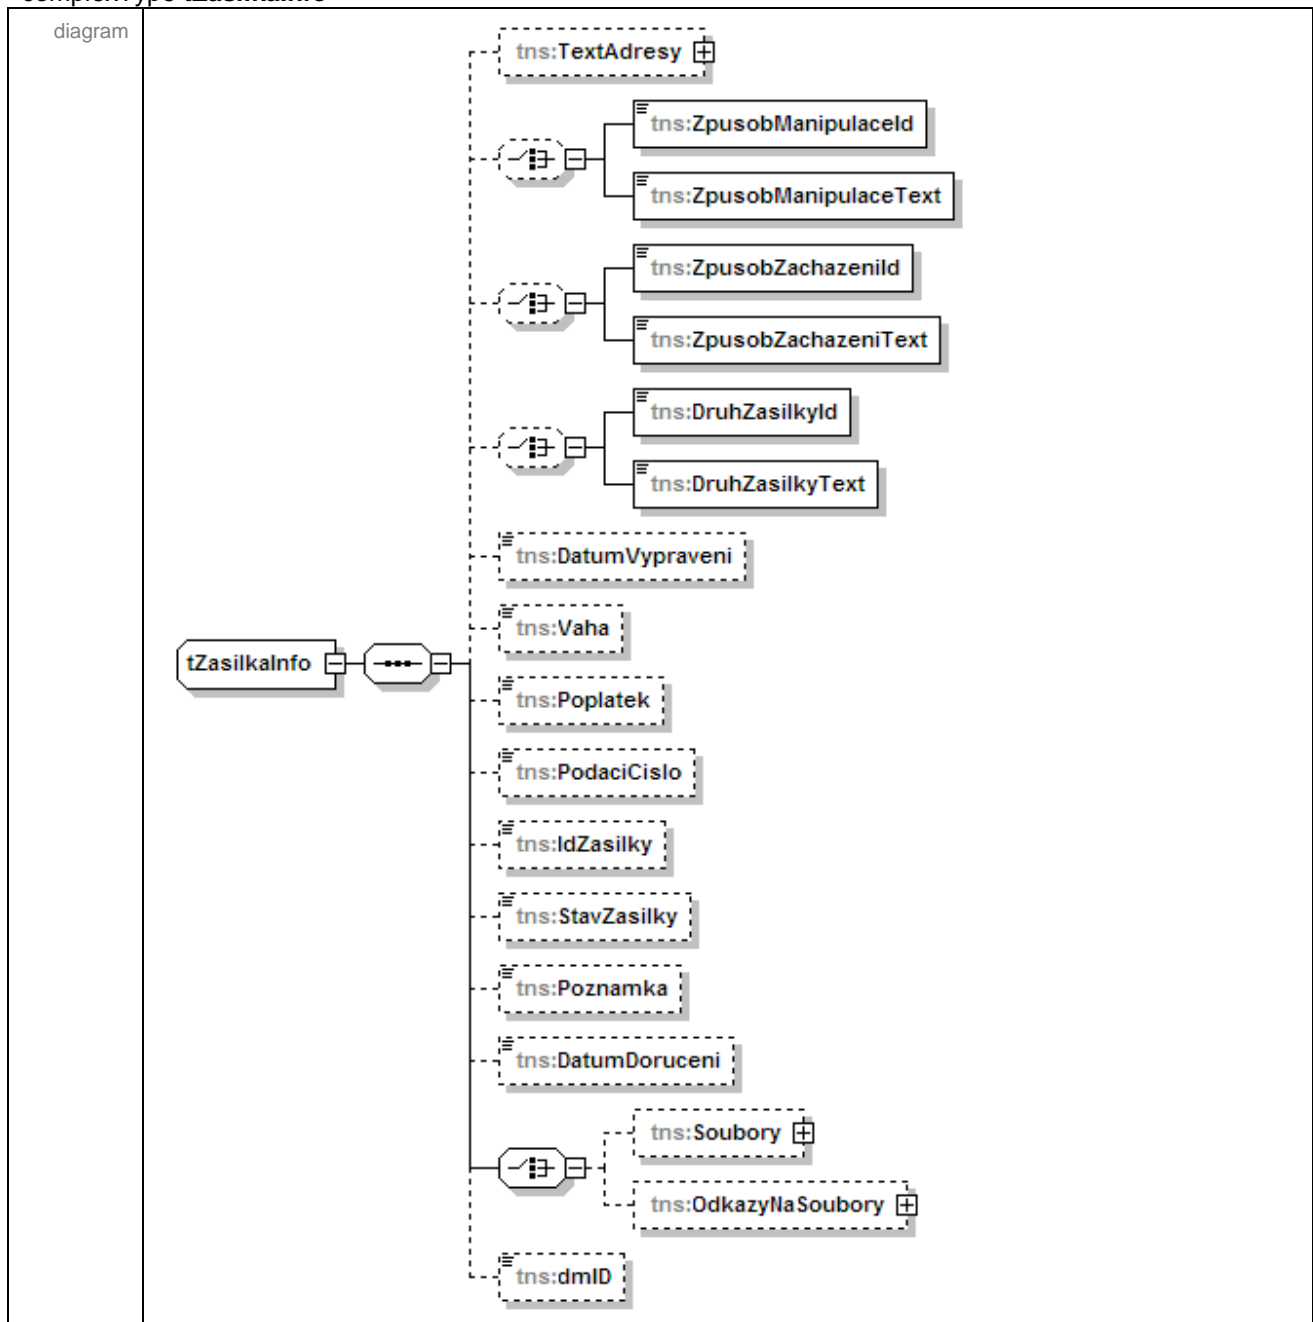 complexType tZasilkaInfo
diagram
tns:TextAdresy
tns:ZpusobManipulaceId
tns:ZpusobManipulaceText
tns:ZpusobZachazeniId
tns:ZpusobZachazeniText
tns:DruhZasilkyId
tns:DruhZasilkyText
tns:DatumVypraveni
tns:Vaha
tZasilkaInfo
tns:Poplatek
tns:PodaciCislo
tns:IdZasilky
tns:StavZasilky
tns:Poznamka
tns:DatumDoruceni
tns:Soubory
tns:OdkazyNaSoubory
tns:dmID